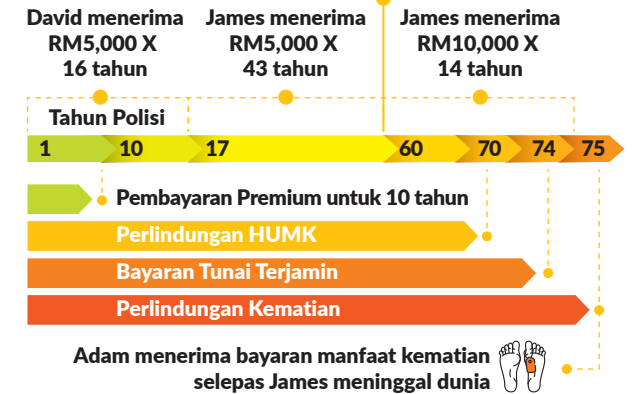 David menerima
RM5,000 X
16 tahun
James menerima
RM5,000 X
43 tahun
James menerima
RM10,000 X
14 tahun
Tahun Polisi
1 10 17 60 70 74 75
Pembayaran Premium untuk 10 tahun
Perlindungan HUMK
Bayaran Tunai Terjamin
Perlindungan Kematian
Adam menerima bayaran manfaat kematian
selepas James meninggal dunia